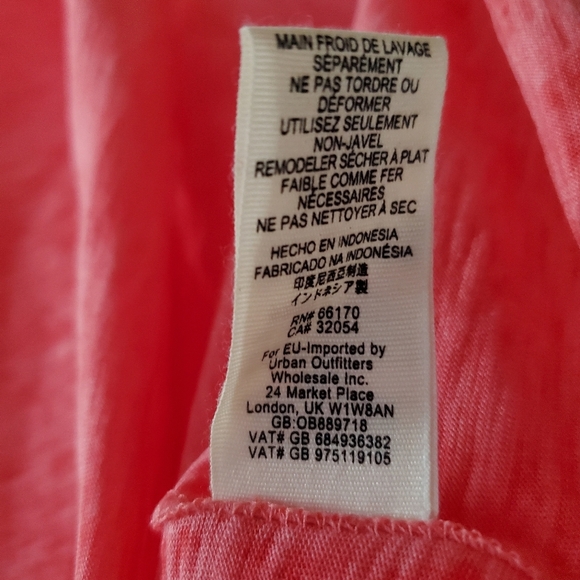 MAIN FROID DE LAVAGE
SÉPARÉMENT
NE PAS TORDRE OU
DÉFORMER
UTILISEZ SEULEMENT
NON-JAVEL
REMODELER SÉCHER À PLAT
FAIBLE COMME FER
NÉCESSAIRES
NE PAS NETTOYER À SEC
HECHO EN INDONESIA
FABRICADO NA INDONÉSIA
印度尼西亞制造
インドネシア製
RN# 66170
CA# 32054
For EU-Imported by
Urban Outfitters
Wholesale Inc.
24 Market Place
London, UK W1W8AN
GB:OB889718
VAT# GB 684936382
VAT# GB 975119105